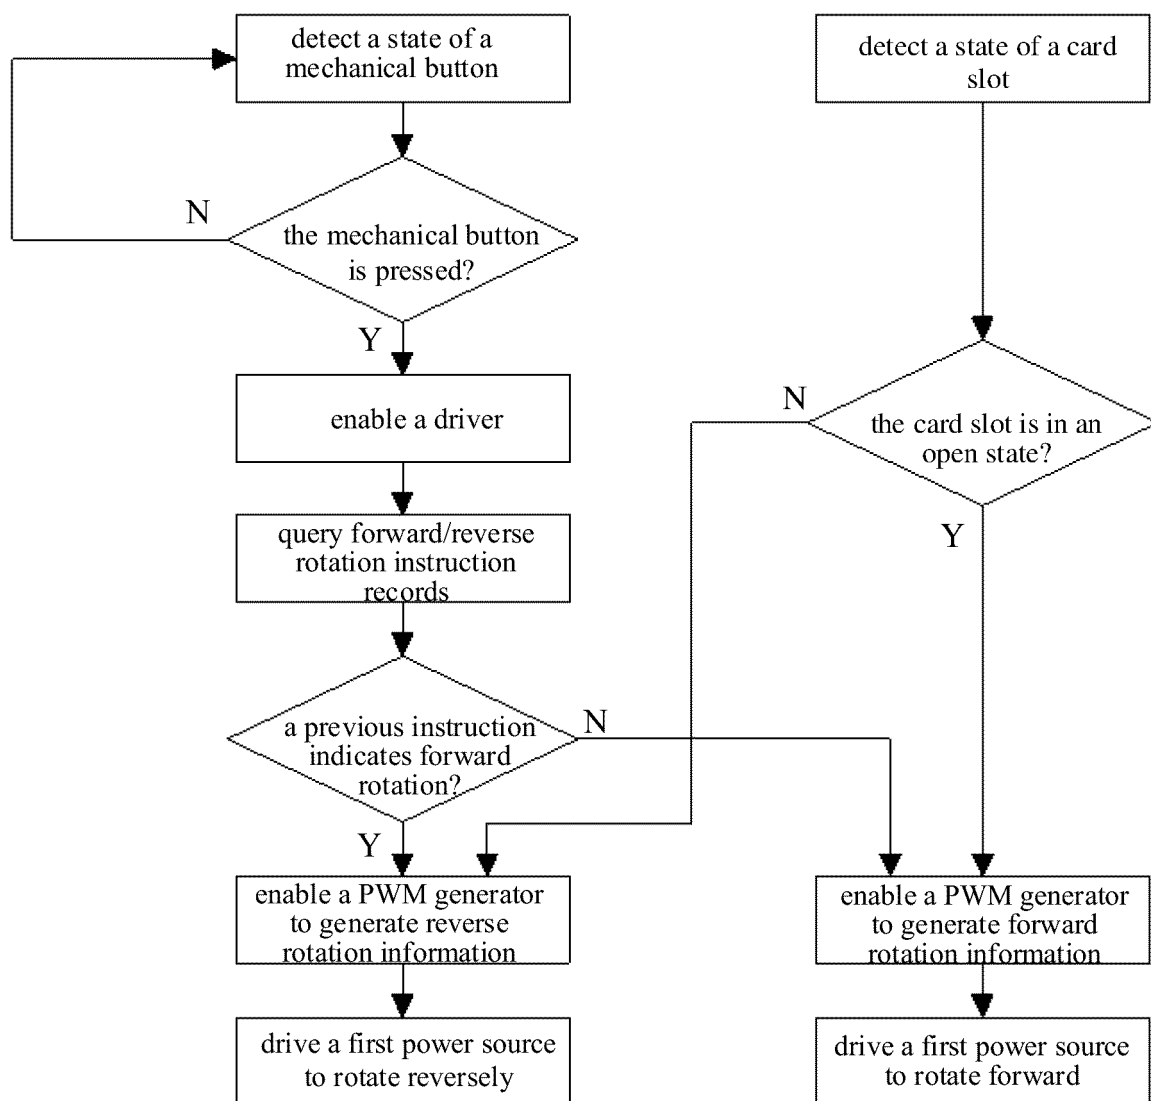 detect a state of a
mechanical button
detect a state of a card
slot
N
the mechanical button
is pressed?
Y
enable a driver
N
the card slot is in an
open state?
Y
query forward/reverse
rotation instruction
records
N
a previous instruction
indicates forward
rotation?
Y
enable a PWM generator
to generate reverse
rotation information
enable a PWM generator
to generate forward
rotation information
drive a first power source
to rotate reversely
drive a first power source
to rotate forward